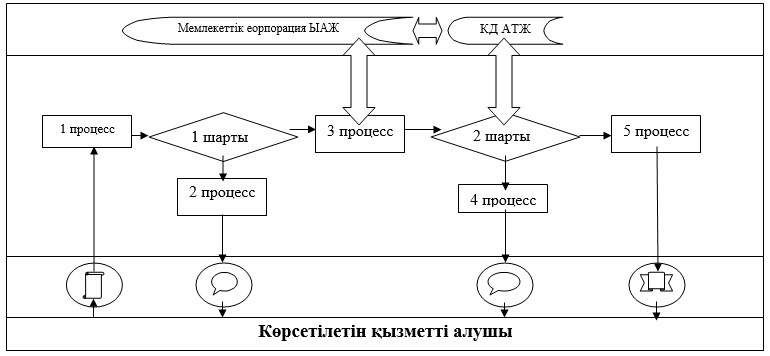 Мемлекеттік еорпорация ЫАЖ
КД АТЖ
1 процесс
1 шарты
3 процесс
2 шарты
5 процесс
2 процесс
4 процесс
Көрсетілетін қызметті алушы